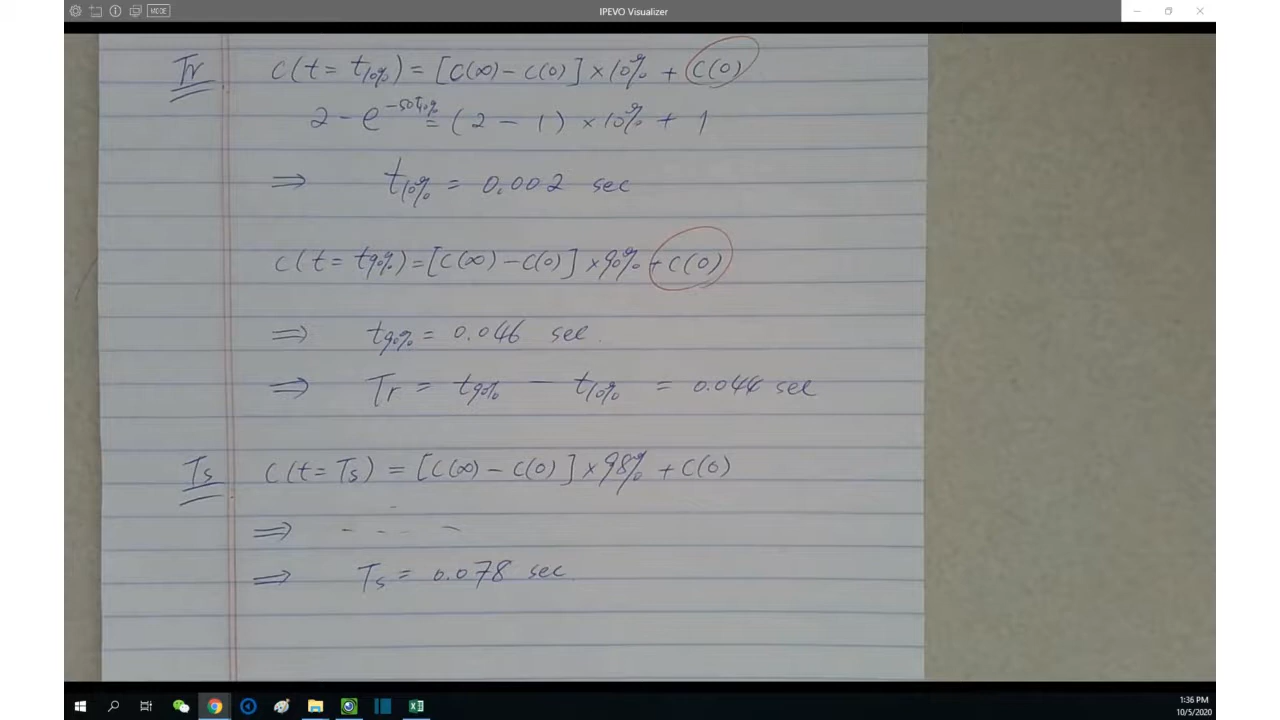 IPEVO Visualizer
MODE
Tr C(t = t10%) = [C(∞) - C(0)] × 10% + C(0)
2 - e^-50t10% = (2 - 1) × 10% + 1
⇒ t10% = 0.002 sec
C(t = t90%) = [C(∞) - C(0)] × 90% + C(0)
⇒ t90% = 0.046 sec.
⇒ Tr = t90% - t10% = 0.044 sec
Ts C(t = Ts) = [C(∞) - C(0)] × 98% + C(0)
⇒ - - - - -
⇒ Ts = 0.078 sec.
1:36 PM
10/5/2020